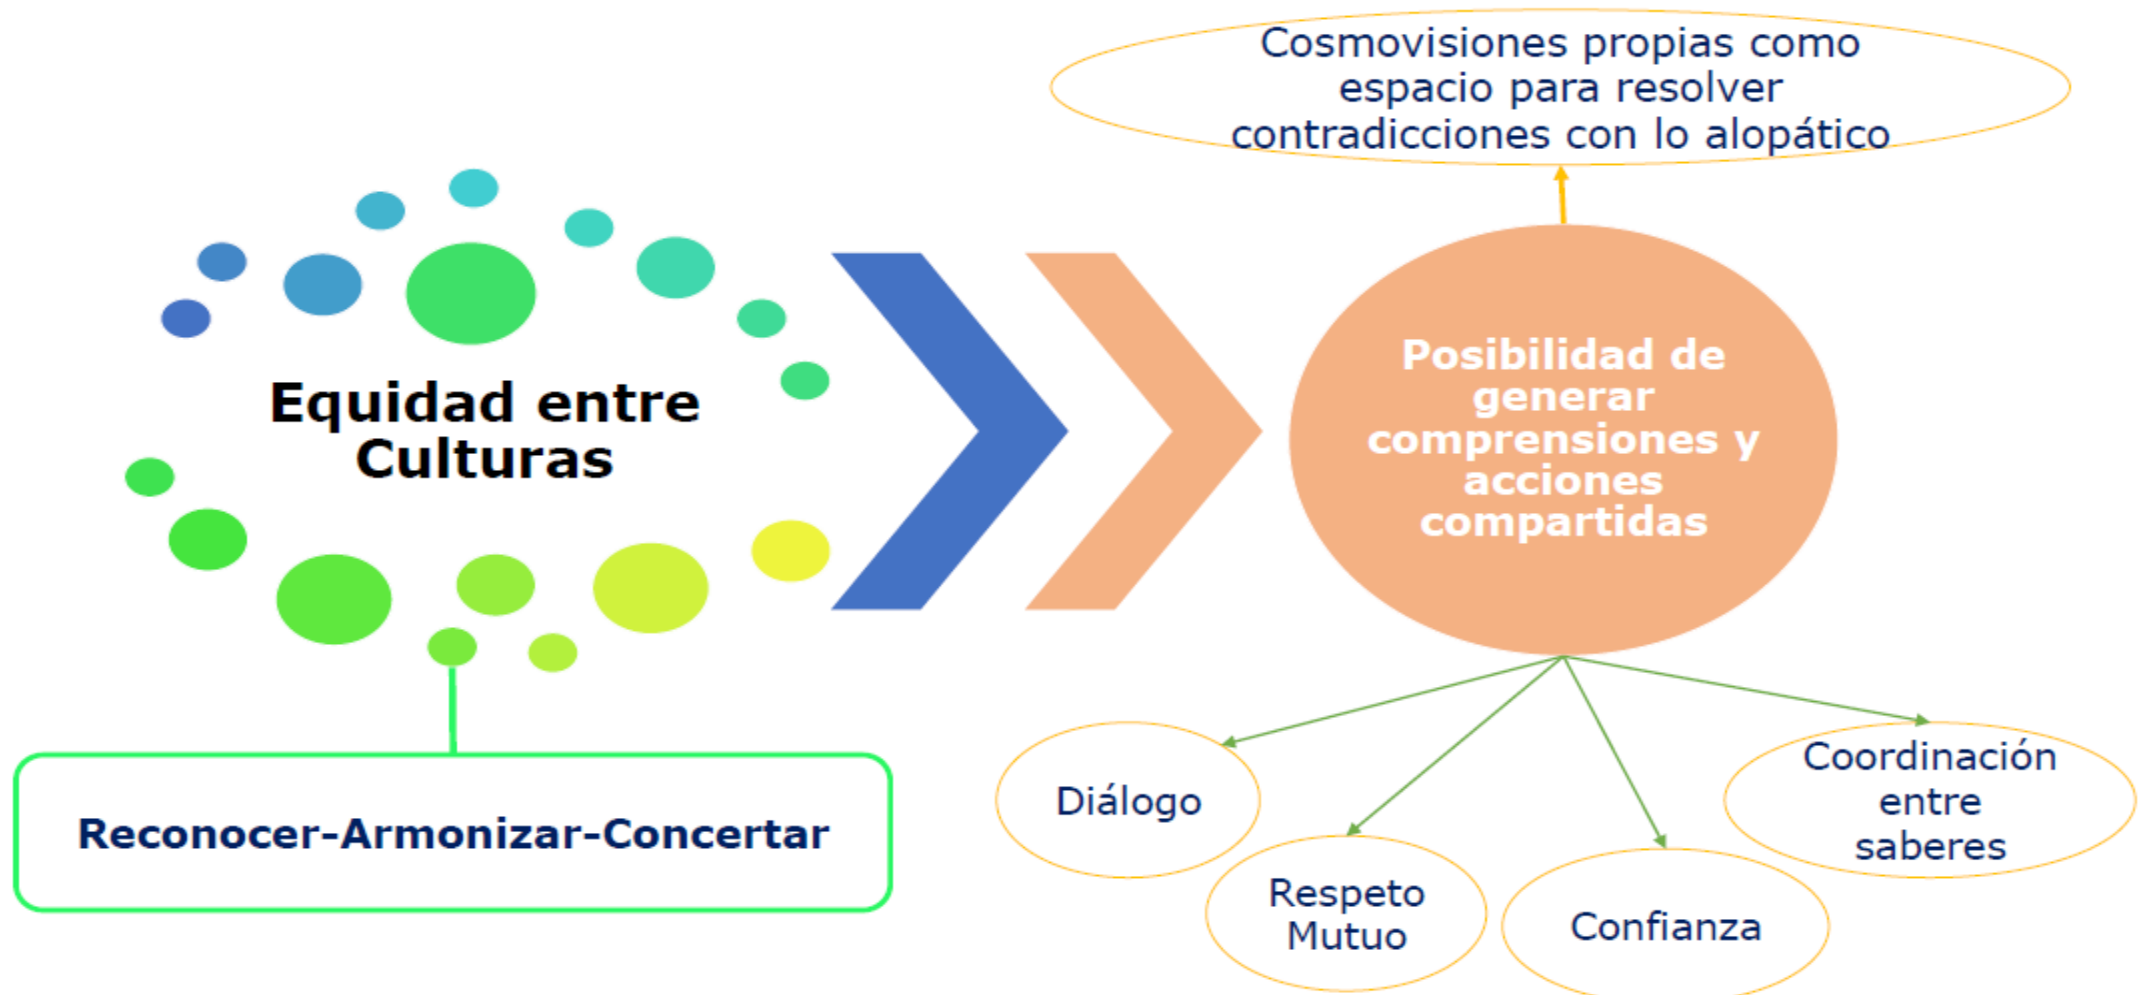 Cosmovisiones propias como
espacio para resolver
contradicciones con lo alopático
Equidad entre
Culturas
Posibilidad de
generar
comprensiones y
acciones
compartidas
Reconocer-Armonizar-Concertar
Diálogo
Respeto
Mutuo
Confianza
Coordinación
entre
saberes